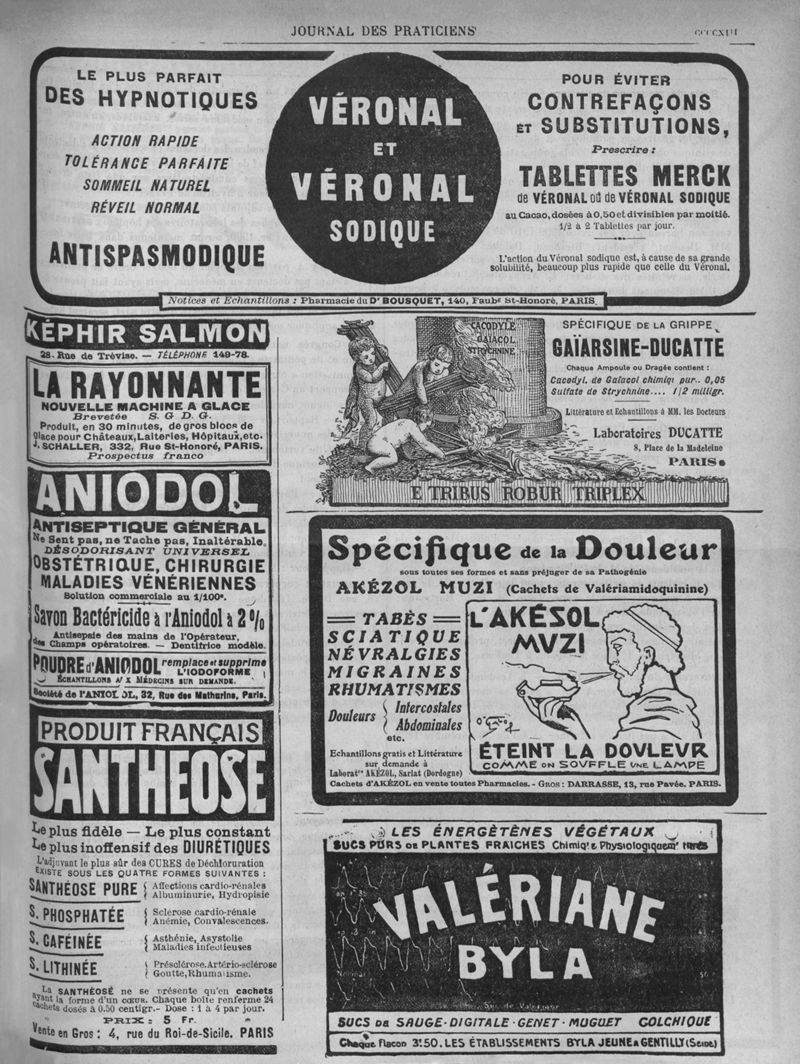 JOURNAL DES PRATICIENS
CCCCXIII
LE PLUS PARFAIT
DES HYPNOTIQUES
ACTION RAPIDE
TOLÉRANCE PARFAITE
SOMMEIL NATUREL
RÉVEIL NORMAL
ANTISPASMODIQUE
VÉRONAL
ET
VÉRONAL
SODIQUE
POUR ÉVITER
CONTREFAÇONS
ET SUBSTITUTIONS,
Prescrire :
TABLETTES MERCK
de VÉRONAL où de VÉRONAL SODIQUE
au Cacao, dosées à 0,50 et divisibles par moitié.
1/2 à 2 Tablettes par jour.
L'action du Véronal sodique est, à cause de sa grande
solubilité, beaucoup plus rapide que celle du Véronal.
Notices et Echantillons : Pharmacie du Dr BOUSQUET, 140, Faubg St-Honoré, PARIS.
KÉPHIR SALMON
28. Rue de Trévise. — TÉLÉPHONE 149-78.
LA RAYONNANTE
NOUVELLE MACHINE A GLACE
Brevetée S. G. D. G.
Produit, en 30 minutes, de gros blocs de
Glace pour Châteaux, Laiteries, Hôpitaux, etc.
J. SCHALLER, 332, Rue St-Honoré, PARIS.
Prospectus franco
ANIODOL
ANTISEPTIQUE GÉNÉRAL
Ne Sent pas, ne Tache pas, Inaltérable.
DÉSODORISANT UNIVERSEL
OBSTÉTRIQUE, CHIRURGIE
MALADIES VÉNÉRIENNES
Solution commerciale au 1/100e.
Savon Bactéricide à l'Aniodol à 2%
Antisepsie des mains de l'Opérateur,
des Champs opératoires. — Dentifrice modèle.
POUDRE d'ANIODOL remplace et supprime
L'IODOFORME
ÉCHANTILLONS AUX MÉDECINS SUR DEMANDE.
Société de l'ANIODOL, 32, Rue des Mathurins, Paris.
PRODUIT FRANÇAIS
SANTHEOSE
Le plus fidèle — Le plus constant
Le plus inoffensif des DIURÉTIQUES
L'adjuvant le plus sûr des CURES de Déchloruration
EXISTE SOUS LES QUATRE FORMES SUIVANTES :
SANTHÉOSE PURE { Affections cardio-rénales
Albuminurie, Hydropisie
S. PHOSPHATÉE { Sclerose cardio-rénale
Anémie, Convalescences.
S. CAFÉINÉE { Asthénie, Asystolie
Maladies infectieuses
S. LITHINÉE { Présclérose. Artério-sclérose
Goutte, Rhumatisme.
La SANTHÉOSÉ ne se présente qu'en cachets
ayant la forme d'un cœur. Chaque boîte renferme 24
cachets dosés à 0.50 centigr. - Dose : 1 à 4 par jour.
PRIX : 5 Fr.
Vente en Gros : 4, rue du Roi-de-Sicile. PARIS
CACODYLE
GAIACOL
STRYCHNINE
E TRIBUS ROBUR TRIPLEX
SPÉCIFIQUE DE LA GRIPPE
GAÏARSINE-DUCATTE
Chaque Ampoule ou Dragée contient :
Cacodyl. de Gaïacol chimiq: pur.. 0,05
Sulfate de Strychnine.... 1/2 milligr.
Littérature et Echantillons à MM. les Docteurs
Laboratoires DUCATTE
8, Place de la Madeleine
PARIS
Spécifique de la Douleur
sous toutes ses formes et sans préjuger de sa Pathogénie
AKÉZOL MUZI (Cachets de Valériamidoquinine)
TABÈS
SCIATIQUE
NÉVRALGIES
MIGRAINES
RHUMATISMES
Douleurs { Intercostales
Abdominales
etc.
Echantillons gratis et Littérature
sur demande à
Laboratres AKÉZOL, Sarlat (Dordogne)
L'AKÉSOL
MVZI
ÉTEINT LA DOVLEVR
COMME ON SOVFFLE VNE LAMPE
Cachets d'AKÉZOL en vente toutes Pharmacies. - GROS : DARRASSE, 13, rue Pavée. PARIS.
LES ÉNERGÈTÈNES VÉGÉTAUX
SUCS PURS DE PLANTES FRAICHES Chimiqt & Physiologiquemt
VALÉRIANE
BYLA
SUCS DE SAUGE - DIGITALE - GENET - MUGUET COLCHIQUE
Chaque flacon 3f.50. LES ÉTABLISSEMENTS BYLA JEUNE A GENTILLY (Seine)